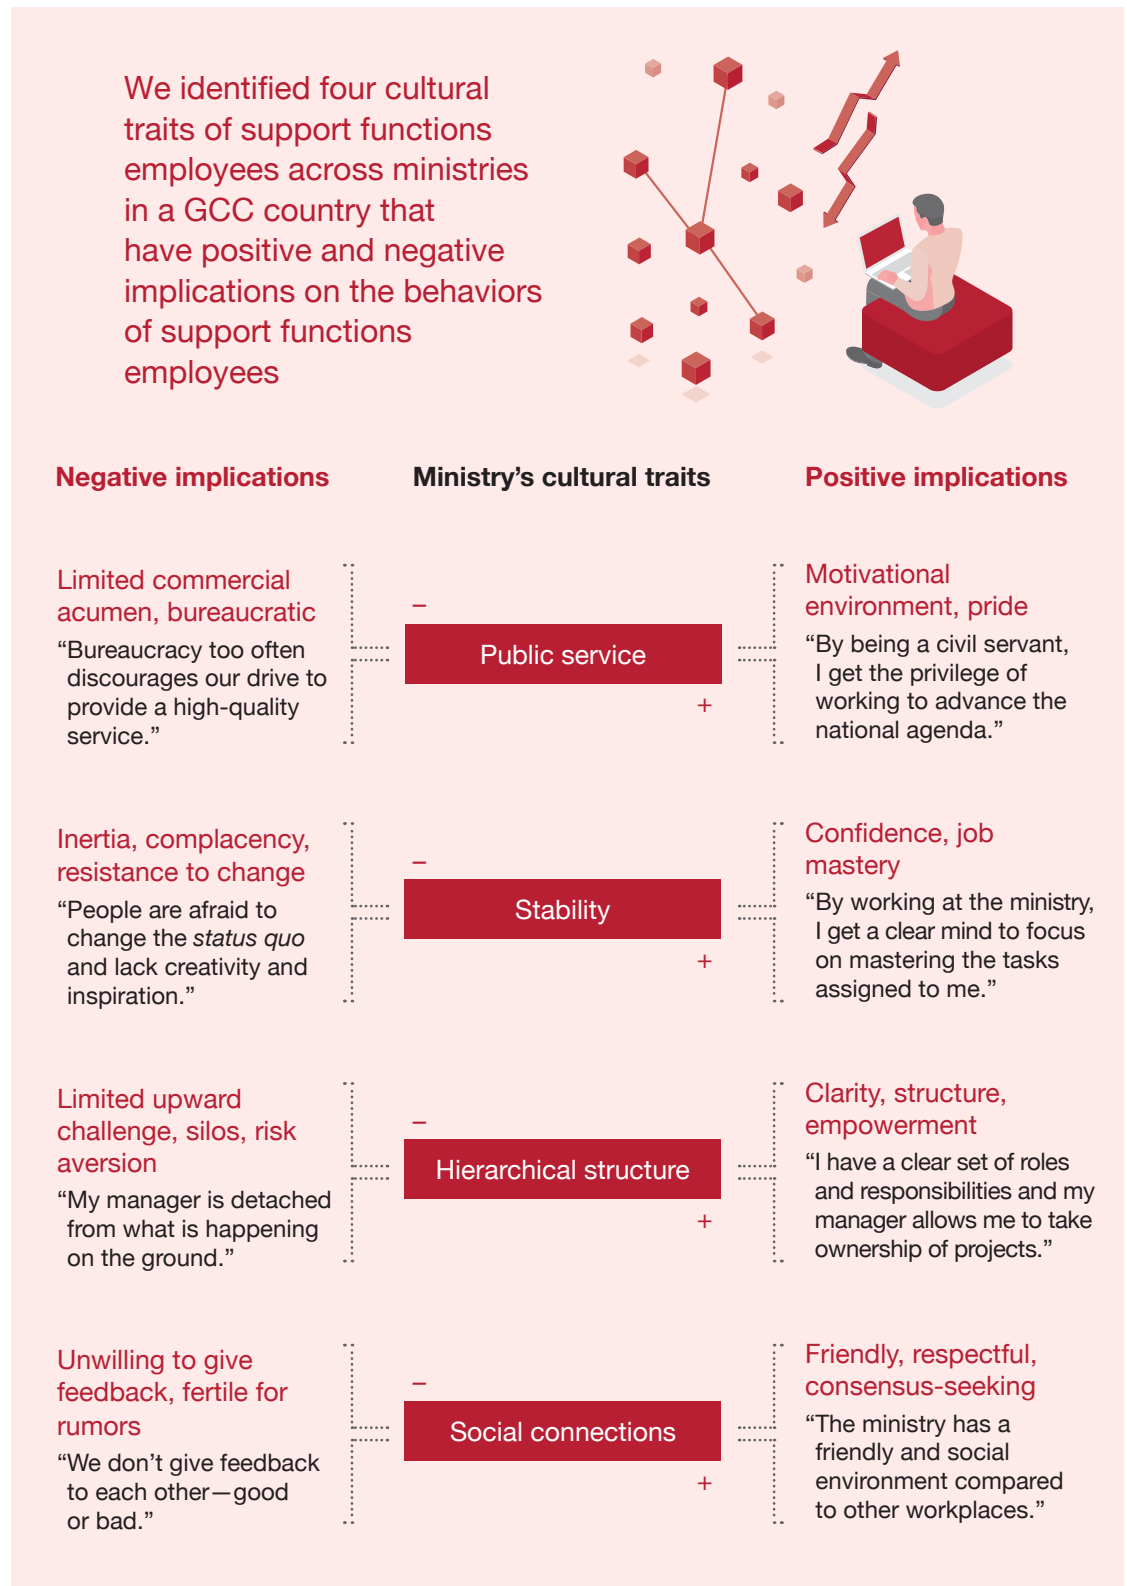 We identified four cultural
traits of support functions
employees across ministries
in a GCC country that
have positive and negative
implications on the behaviors
of support functions
employees
Negative implications
Ministry’s cultural traits
Positive implications
Limited commercial
acumen, bureaucratic
“Bureaucracy too often
discourages our drive to
provide a high-quality
service.”
–
Public service
+
Motivational
environment, pride
“By being a civil servant,
I get the privilege of
working to advance the
national agenda.”
Inertia, complacency,
resistance to change
“People are afraid to
change the status quo
and lack creativity and
inspiration.”
–
Stability
+
Confidence, job
mastery
“By working at the ministry,
I get a clear mind to focus
on mastering the tasks
assigned to me.”
Limited upward
challenge, silos, risk
aversion
“My manager is detached
from what is happening
on the ground.”
–
Hierarchical structure
+
Clarity, structure,
empowerment
“I have a clear set of roles
and responsibilities and my
manager allows me to take
ownership of projects.”
Unwilling to give
feedback, fertile for
rumors
“We don’t give feedback
to each other—good
or bad.”
–
Social connections
+
Friendly, respectful,
consensus-seeking
“The ministry has a
friendly and social
environment compared
to other workplaces.”